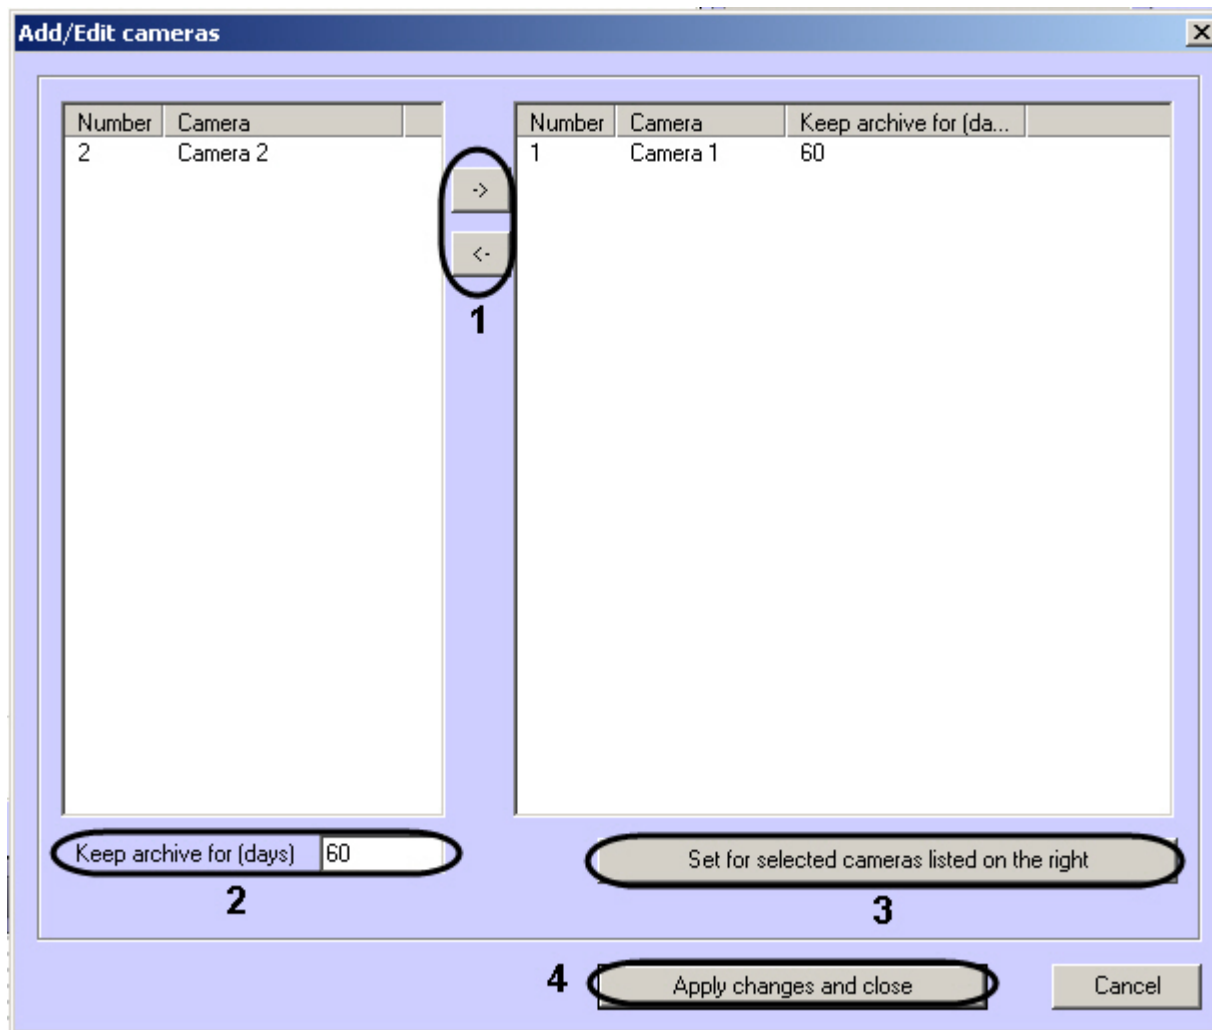 Add/Edit cameras
Number Camera
2 Camera 2
->
<-
1
Number Camera Keep archive for (da...
1 Camera 1 60
Keep archive for (days) 60
2
Set for selected cameras listed on the right
3
4
Apply changes and close
Cancel